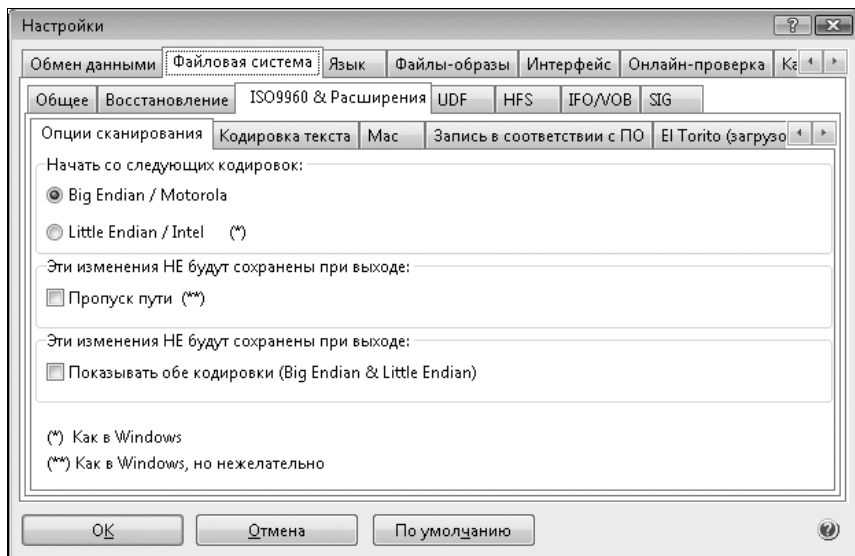 Настройки
Обмен данными Файловая система Язык Файлы-образы Интерфейс Онлайн-проверка
Общее Восстановление ISO9960 & Расширения UDF HFS IFO/VOB SIG
Опции сканирования Кодировка текста Mac Запись в соответствии с ПО El Torito (загрузо
Начать со следующих кодировок:
Big Endian / Motorola
Little Endian / Intel (*)
Эти изменения НЕ будут сохранены при выходе:
Пропуск пути (**)
Эти изменения НЕ будут сохранены при выходе:
Показывать обе кодировки (Big Endian & Little Endian)
(*) Как в Windows
(**) Как в Windows, но нежелательно
OK Отмена По умолчанию